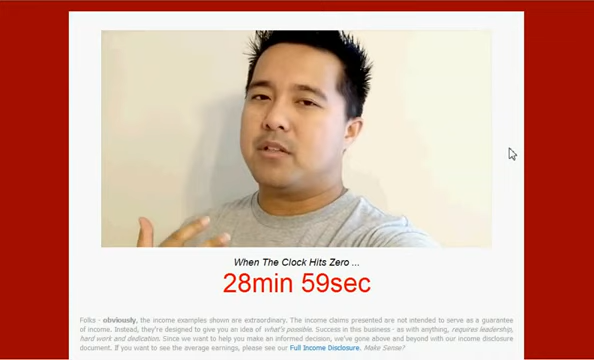 When The Clock Hits Zero ...
28min 59sec
Folks - obviously, the income examples shown are extraordinary. The income claims presented are not intended to serve as a guarantee
of income. Instead, they're designed to give you an idea of what's possible. Success in this business - as with anything, requires leadership,
hard work and dedication. Since we want to help you make an informed decision, we've gone above and beyond with our income disclosure
document. If you want to see the average earnings, please see our Full Income Disclosure. Make Sense?